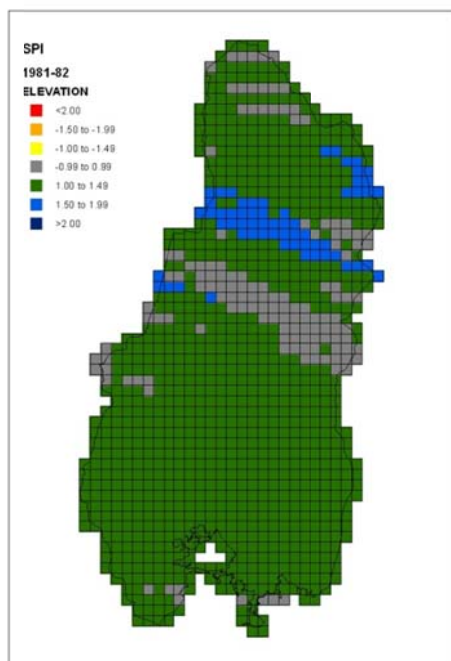 SPI
1981-82
ELEVATION
<2.00
-1.50 to -1.99
-1.00 to -1.49
-0.99 to 0.99
1.00 to 1.49
1.50 to 1.99
>2.00